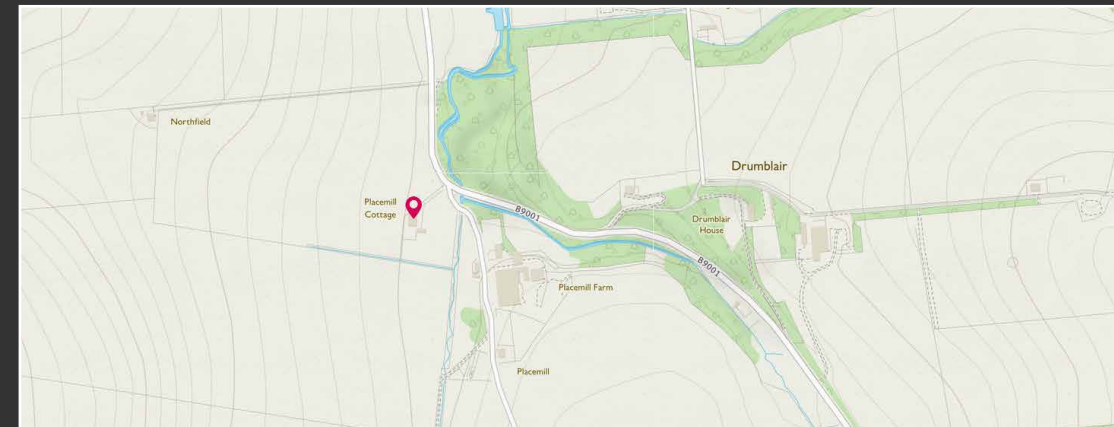 Northfield
Drumblair
Placemill
Cottage
B9001
Drumblair
House
B9001
Placemill Farm
Placemill